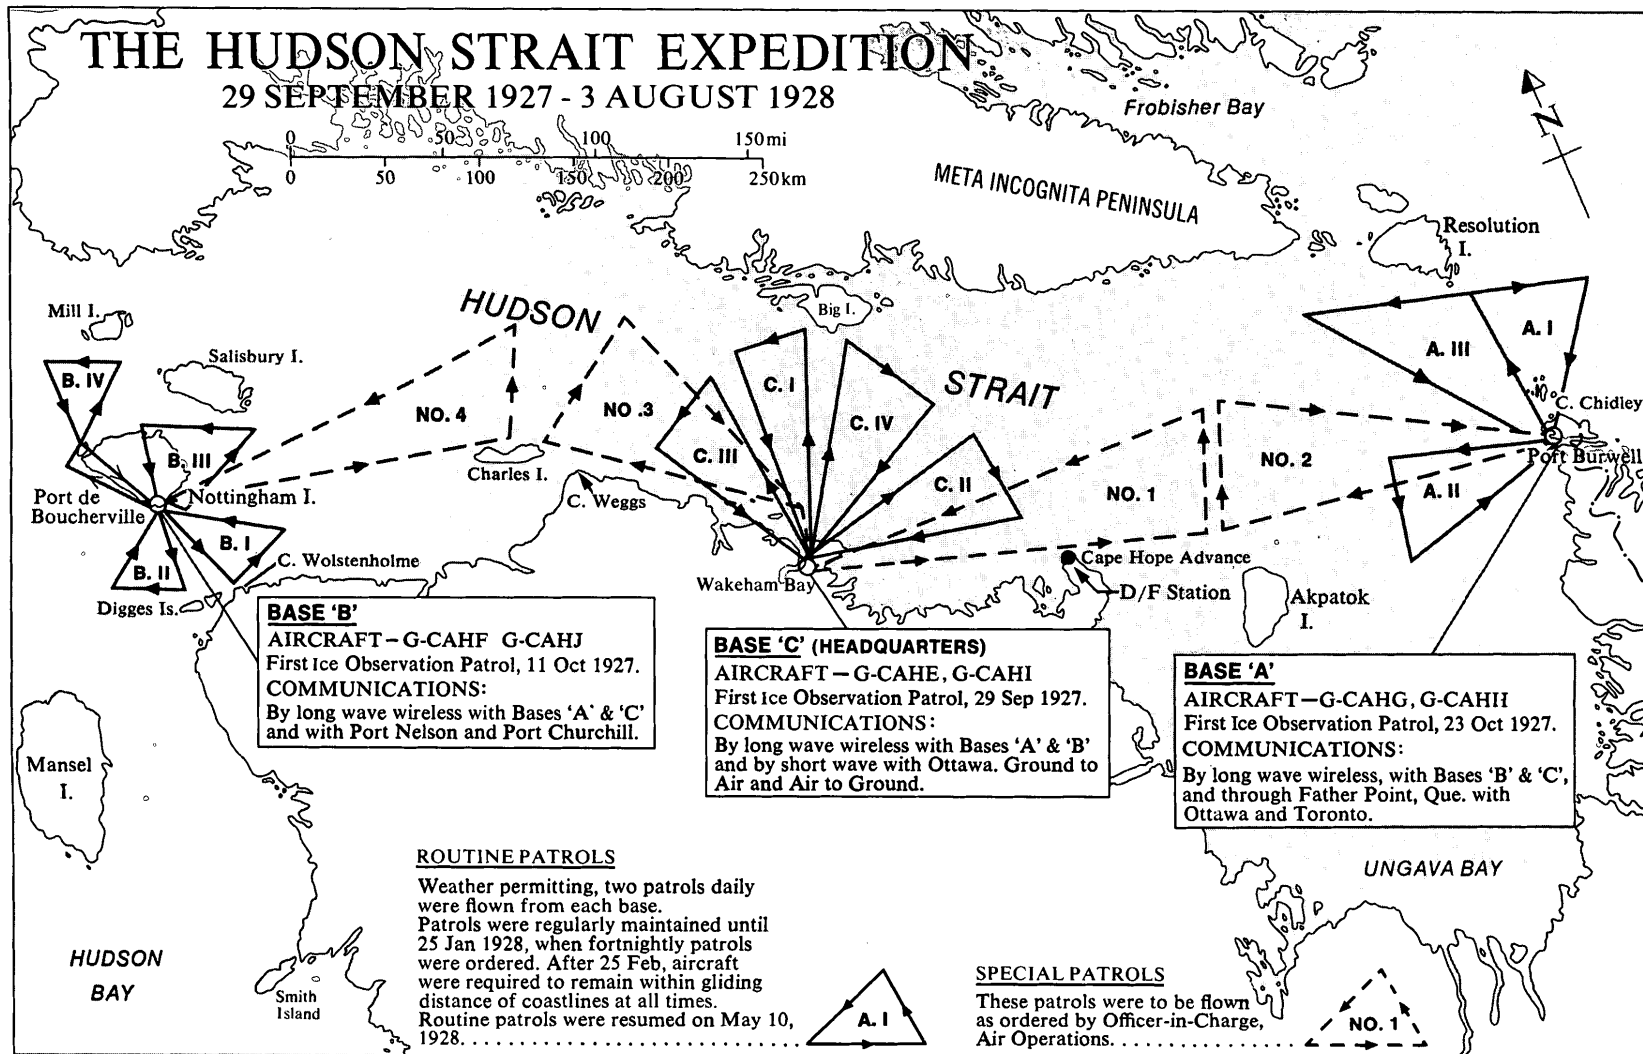 THE HUDSON STRAIT EXPEDITION
29 SEPTEMBER 1927 - 3 AUGUST 1928
0 50 100 150 mi
0 50 100 150 200 250km
Frobisher Bay
N
META INCOGNITA PENINSULA
Resolution
I.
HUDSON
STRAIT
Big I.
Mill I.
Salisbury I.
B. IV
B. III
B. I
B. II
NO. 4
NO .3
C. III
C. I
C. IV
C. II
NO. 1
NO. 2
A. III
A. I
A. II
C. Chidley
Port Burwell
Charles I.
C. Weggs
Port de
Boucherville
Nottingham I.
C. Wolstenholme
Digges Is.
Wakeham Bay
Cape Hope Advance
D/F Station
Akpatok
I.
BASE 'B'
AIRCRAFT – G-CAHF G-CAHJ
First Ice Observation Patrol, 11 Oct 1927.
COMMUNICATIONS:
By long wave wireless with Bases 'A' & 'C'
and with Port Nelson and Port Churchill.
BASE 'C' (HEADQUARTERS)
AIRCRAFT – G-CAHE, G-CAHI
First Ice Observation Patrol, 29 Sep 1927.
COMMUNICATIONS:
By long wave wireless with Bases 'A' & 'B'
and by short wave with Ottawa. Ground to
Air and Air to Ground.
BASE 'A'
AIRCRAFT – G-CAHG, G-CAHH
First Ice Observation Patrol, 23 Oct 1927.
COMMUNICATIONS:
By long wave wireless, with Bases 'B' & 'C',
and through Father Point, Que. with
Ottawa and Toronto.
Mansel
I.
HUDSON
BAY
Smith
Island
UNGAVA BAY
ROUTINE PATROLS
Weather permitting, two patrols daily
were flown from each base.
Patrols were regularly maintained until
25 Jan 1928, when fortnightly patrols
were ordered. After 25 Feb, aircraft
were required to remain within gliding
distance of coastlines at all times.
Routine patrols were resumed on May 10,
1928. . . . . . . . . . . . . . . . . . . . . . . . . . . . .
A. I
SPECIAL PATROLS
These patrols were to be flown
as ordered by Officer-in-Charge,
Air Operations. . . . . . . . . . . . . .
NO. 1